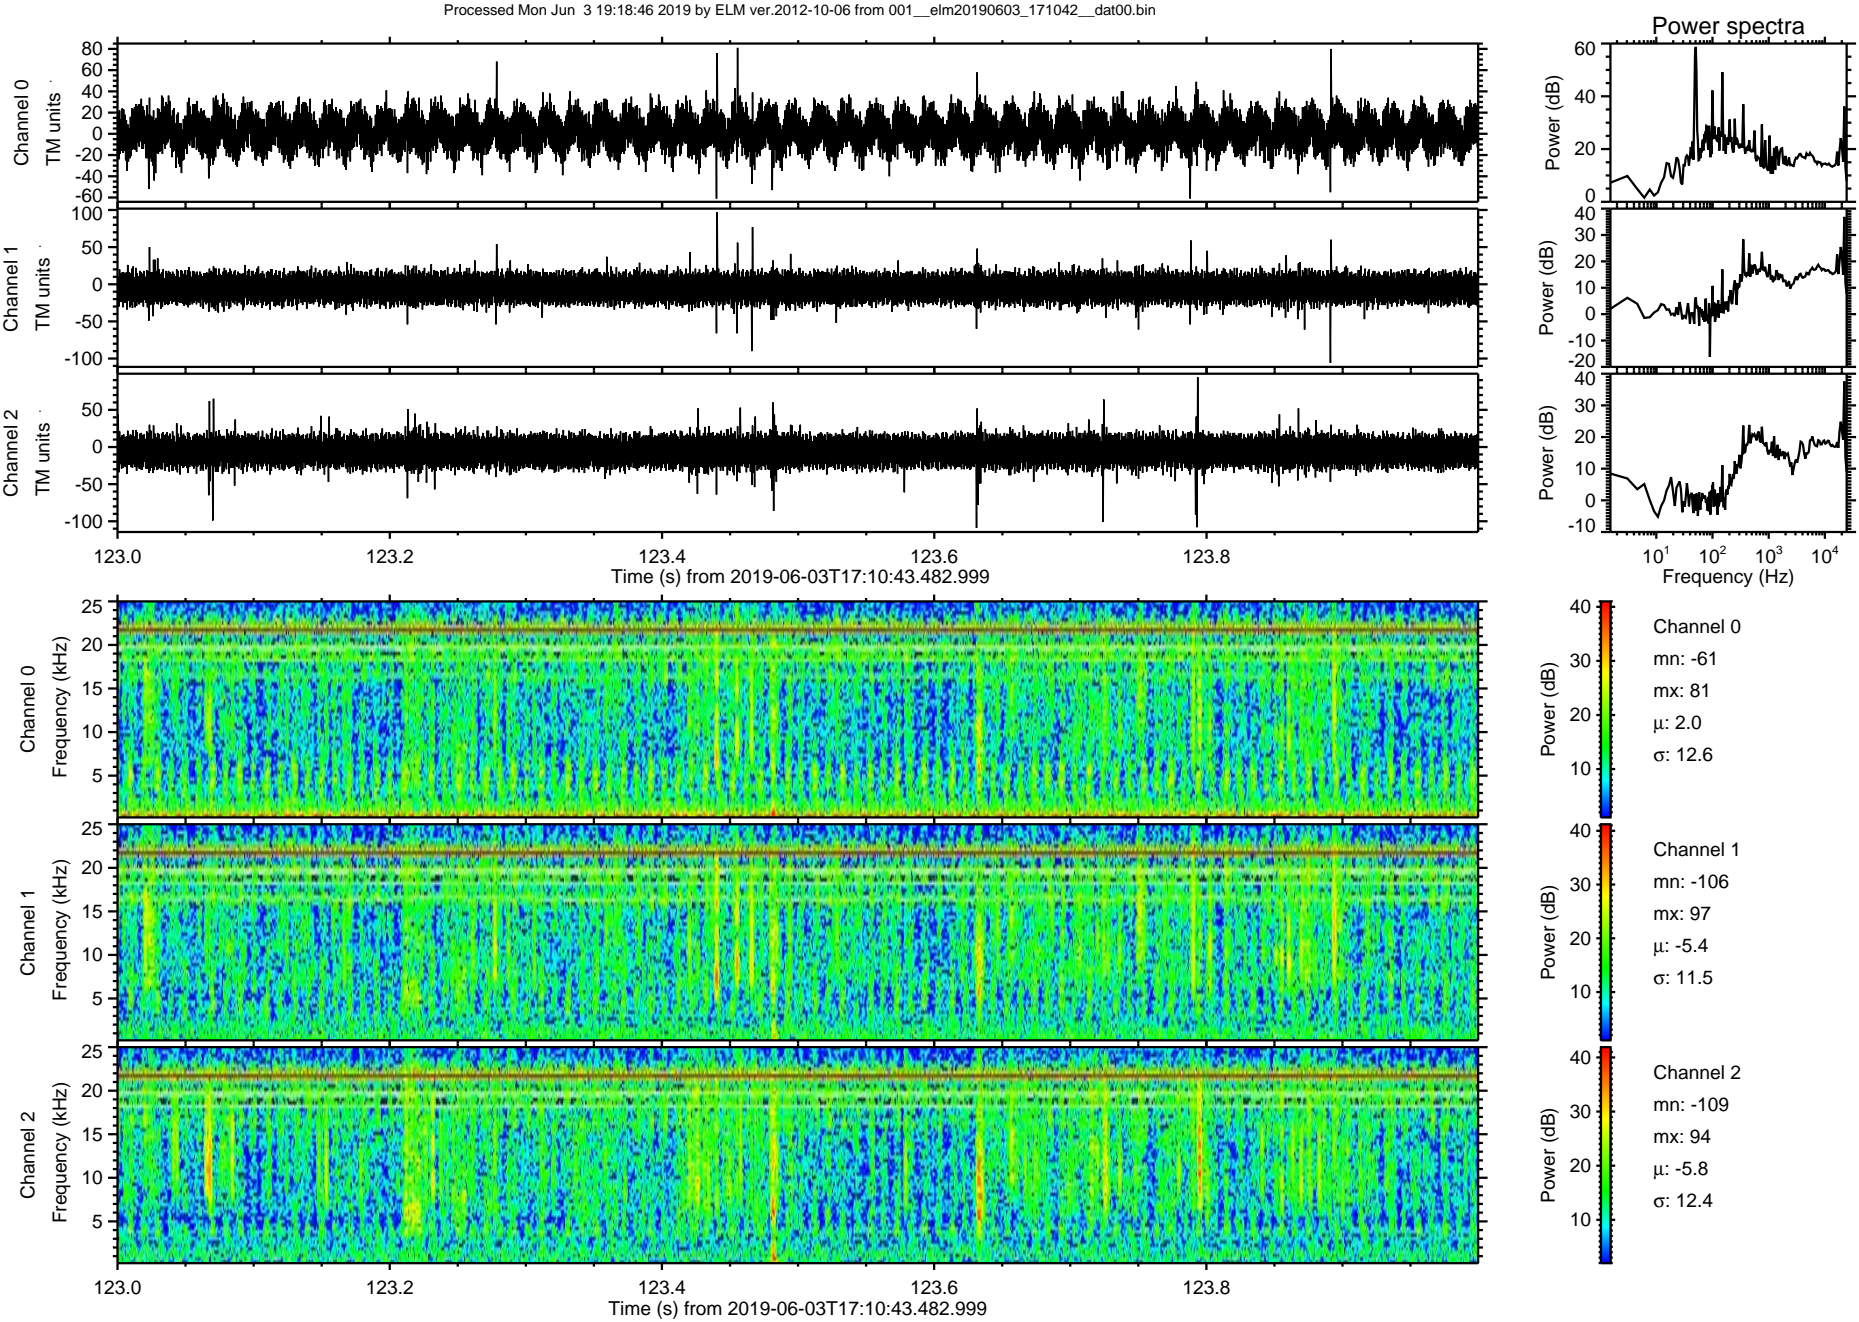 Processed Mon Jun  3 19:18:46 2019 by ELM ver.2012-10-06 from 001__elm20190603_171042__dat00.bin
Power spectra
Channel 0
TM units
80
60
40
20
0
-20
-40
-60
Power (dB)
60
40
20
0
Channel 1
TM units
100
50
0
-50
-100
Power (dB)
40
30
20
10
0
-10
-20
Channel 2
TM units
50
0
-50
-100
Power (dB)
40
30
20
10
0
-10
123.0 123.2 123.4 123.6 123.8
Time (s) from 2019-06-03T17:10:43.482.999
10¹ 10² 10³ 10⁴
Frequency (Hz)
Channel 0
Frequency (kHz)
25
20
15
10
5
Power (dB)
40
30
20
10
Channel 0
mn: -61
mx: 81
μ: 2.0
σ: 12.6
Channel 1
Frequency (kHz)
25
20
15
10
5
Power (dB)
40
30
20
10
Channel 1
mn: -106
mx: 97
μ: -5.4
σ: 11.5
Channel 2
Frequency (kHz)
25
20
15
10
5
Power (dB)
40
30
20
10
Channel 2
mn: -109
mx: 94
μ: -5.8
σ: 12.4
123.0 123.2 123.4 123.6 123.8
Time (s) from 2019-06-03T17:10:43.482.999